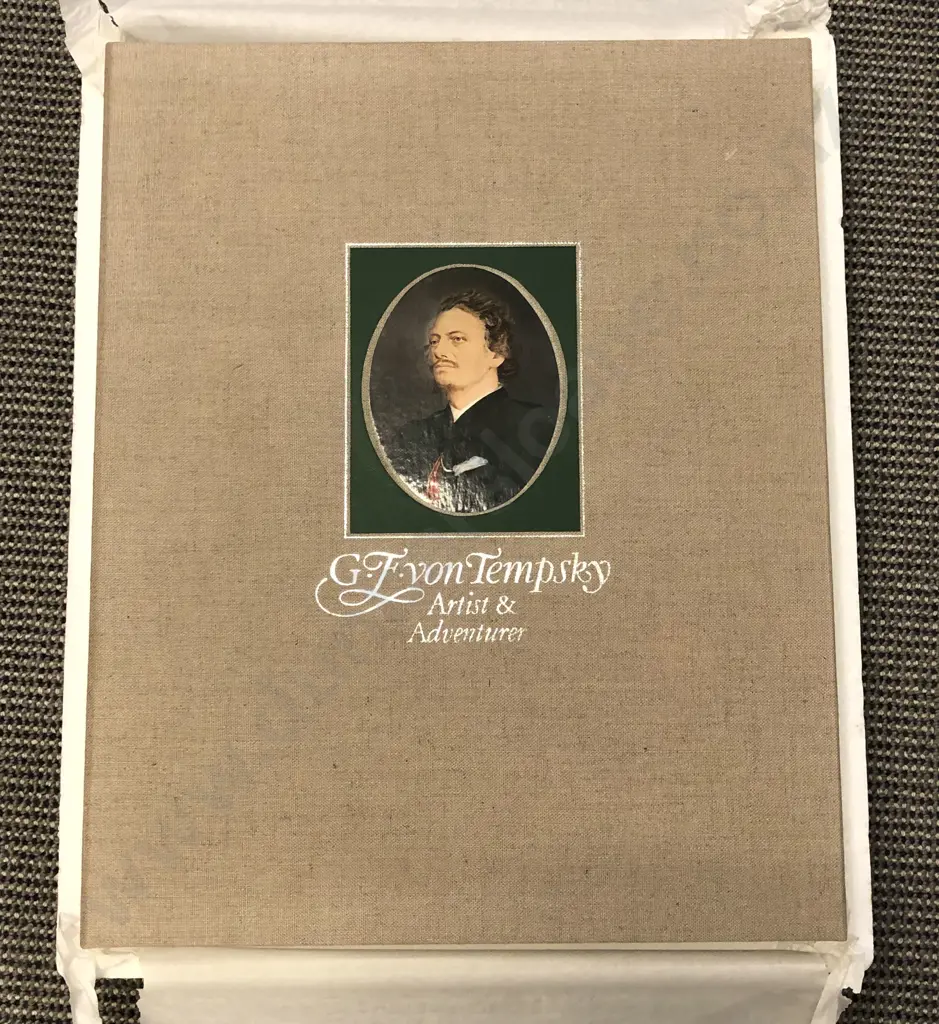 G·F·von Tempsky
Artist &
Adventurer